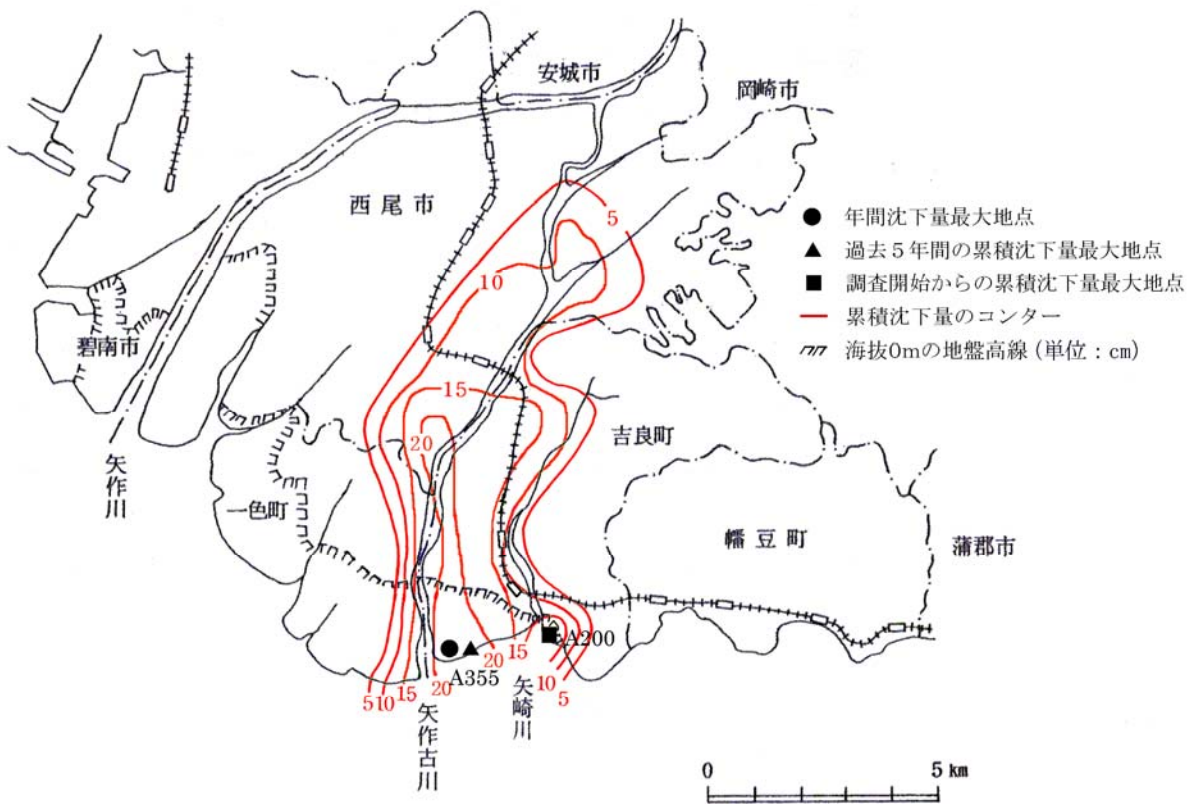 安城市
岡崎市
西尾市
5
● 年間沈下量最大地点
▲ 過去5年間の累積沈下量最大地点
■ 調査開始からの累積沈下量最大地点
累積沈下量のコンター
海抜0mの地盤高線（単位：cm）
10
碧南市
15
20
吉良町
矢作川
一色町
幡豆町
蒲郡市
A200
A355
5
10
15
20
20
15
10
5
矢作古川
矢崎川
0 5 km